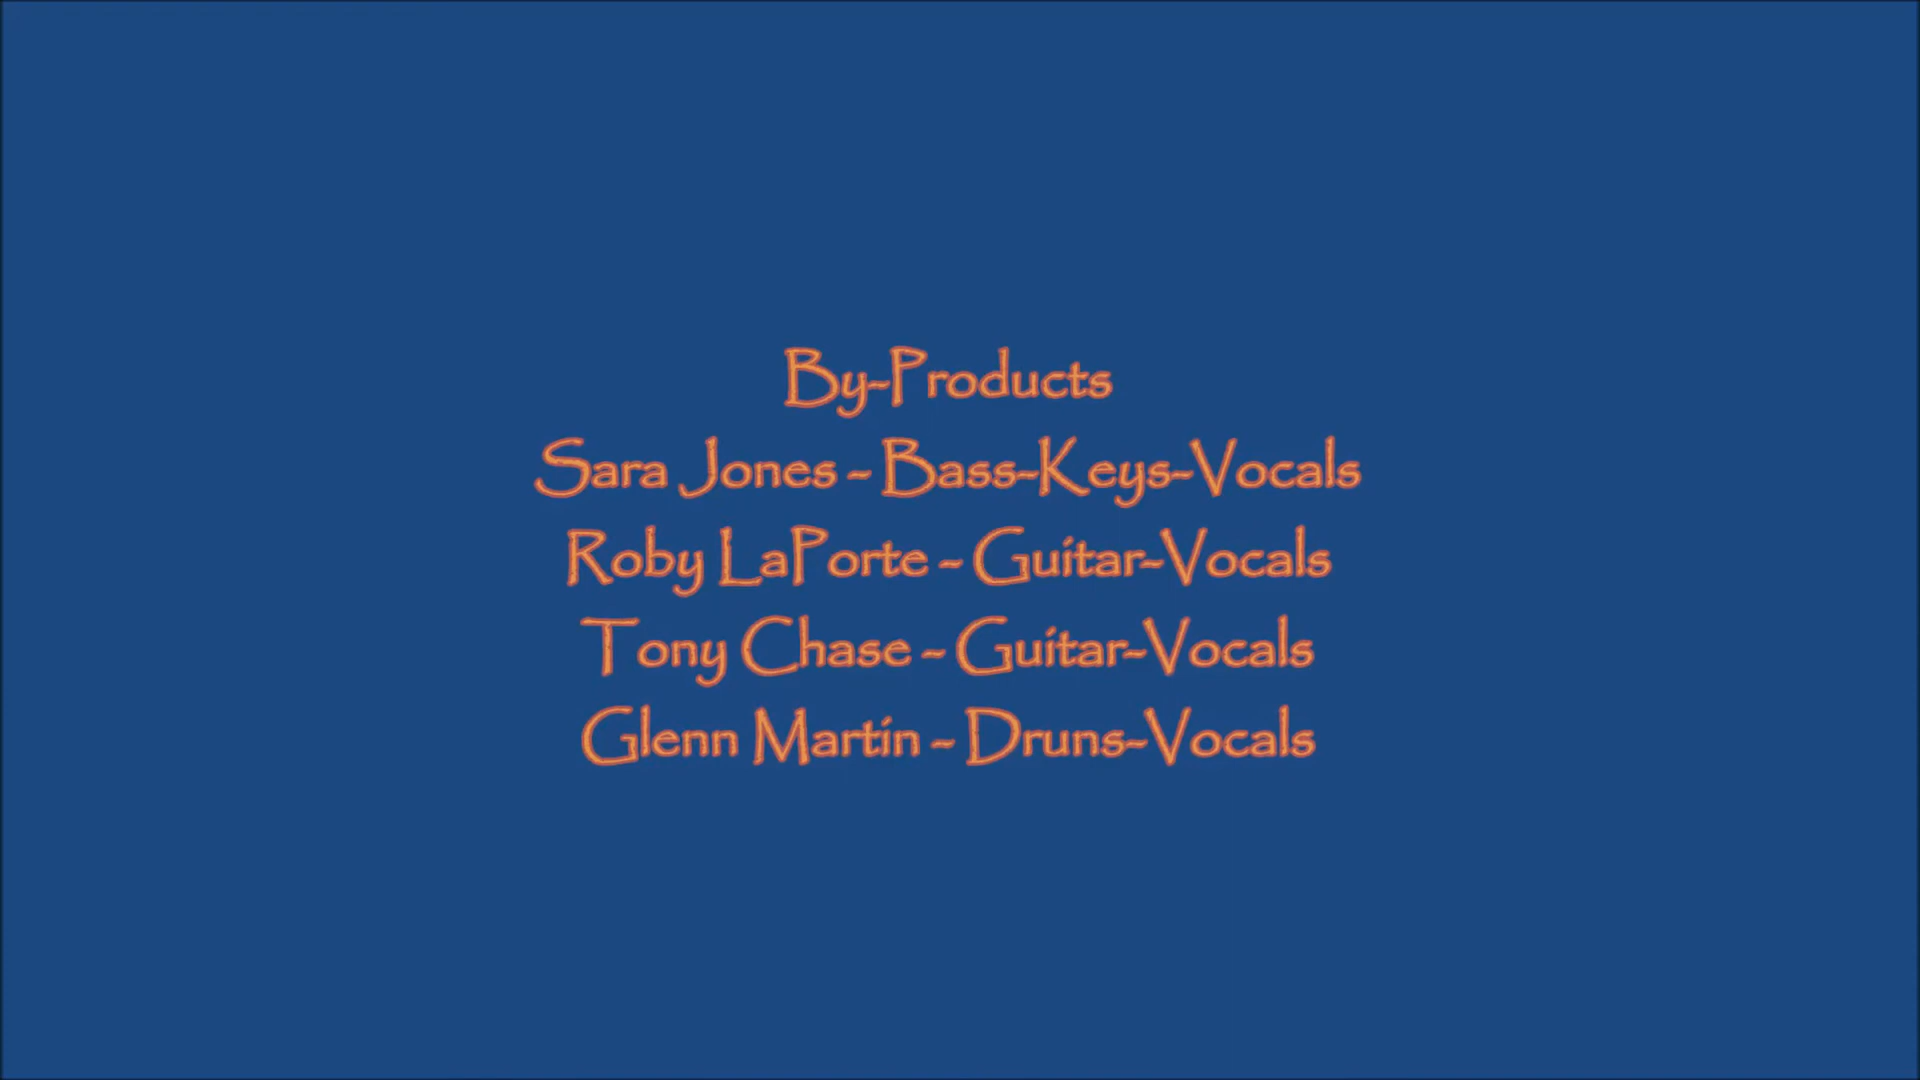 By-Products
Sara Jones - Bass-Keys-Vocals
Roby LaPorte - Guitar-Vocals
Tony Chase - Guitar-Vocals
Glenn Martin - Druns-Vocals